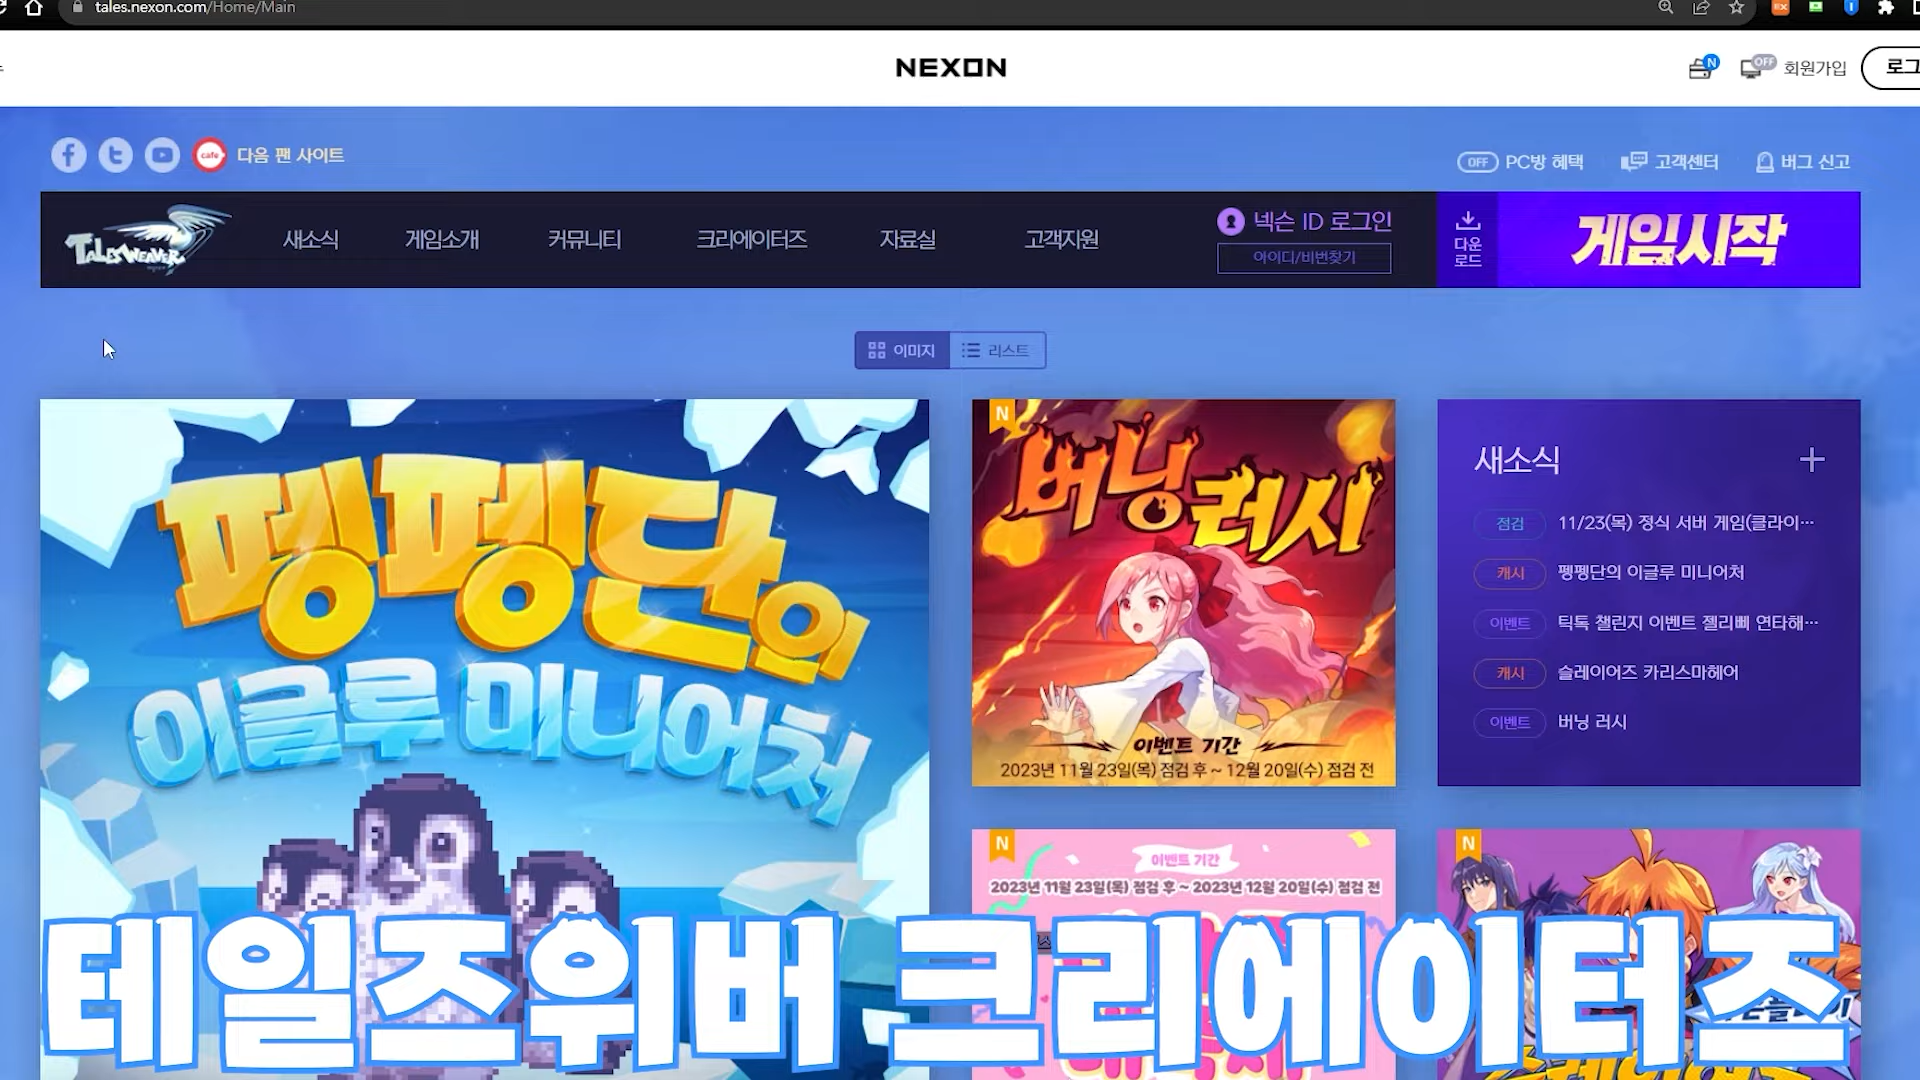 tales.nexon.com/Home/Main
NEXON
N
OFF
회원가입
로그
cafe
다음 팬 사이트
OFF PC방 혜택
고객센터
버그 신고
TALESWEAVER
새소식
게임소개
커뮤니티
크리에이터즈
자료실
고객지원
넥슨 ID 로그인
아이디/비번찾기
다운
로드
게임시작
이미지
리스트
펭펭단의
이글루 미니어처
N
버닝
러시
이벤트 기간
2023년 11월 23일(목) 점검 후 ~ 12월 20일(수) 점검 전
새소식
점검 11/23(목) 정식 서버 게임(클라이…
캐시 펭펭단의 이글루 미니어처
이벤트 틱톡 챌린지 이벤트 젤리삐 연타해…
캐시 슬레이어즈 카리스마헤어
이벤트 버닝 러시
N
이벤트 기간
2023년 11월 23일(목) 점검 후 ~ 2023년 12월 20일(수) 점검 전
N
테일즈위버 크리에이터즈